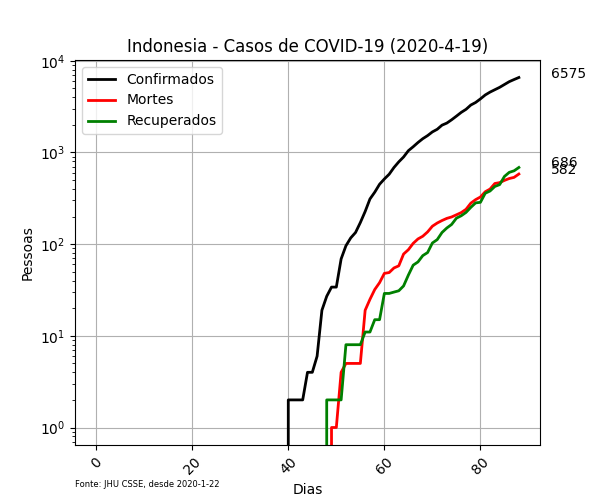 Indonesia - Casos de COVID-19 (2020-4-19)
Confirmados
Mortes
Recuperados
6575
686
582
Pessoas
10^4
10^3
10^2
10^1
10^0
0 20 40 60 80
Dias
Fonte: JHU CSSE, desde 2020-1-22